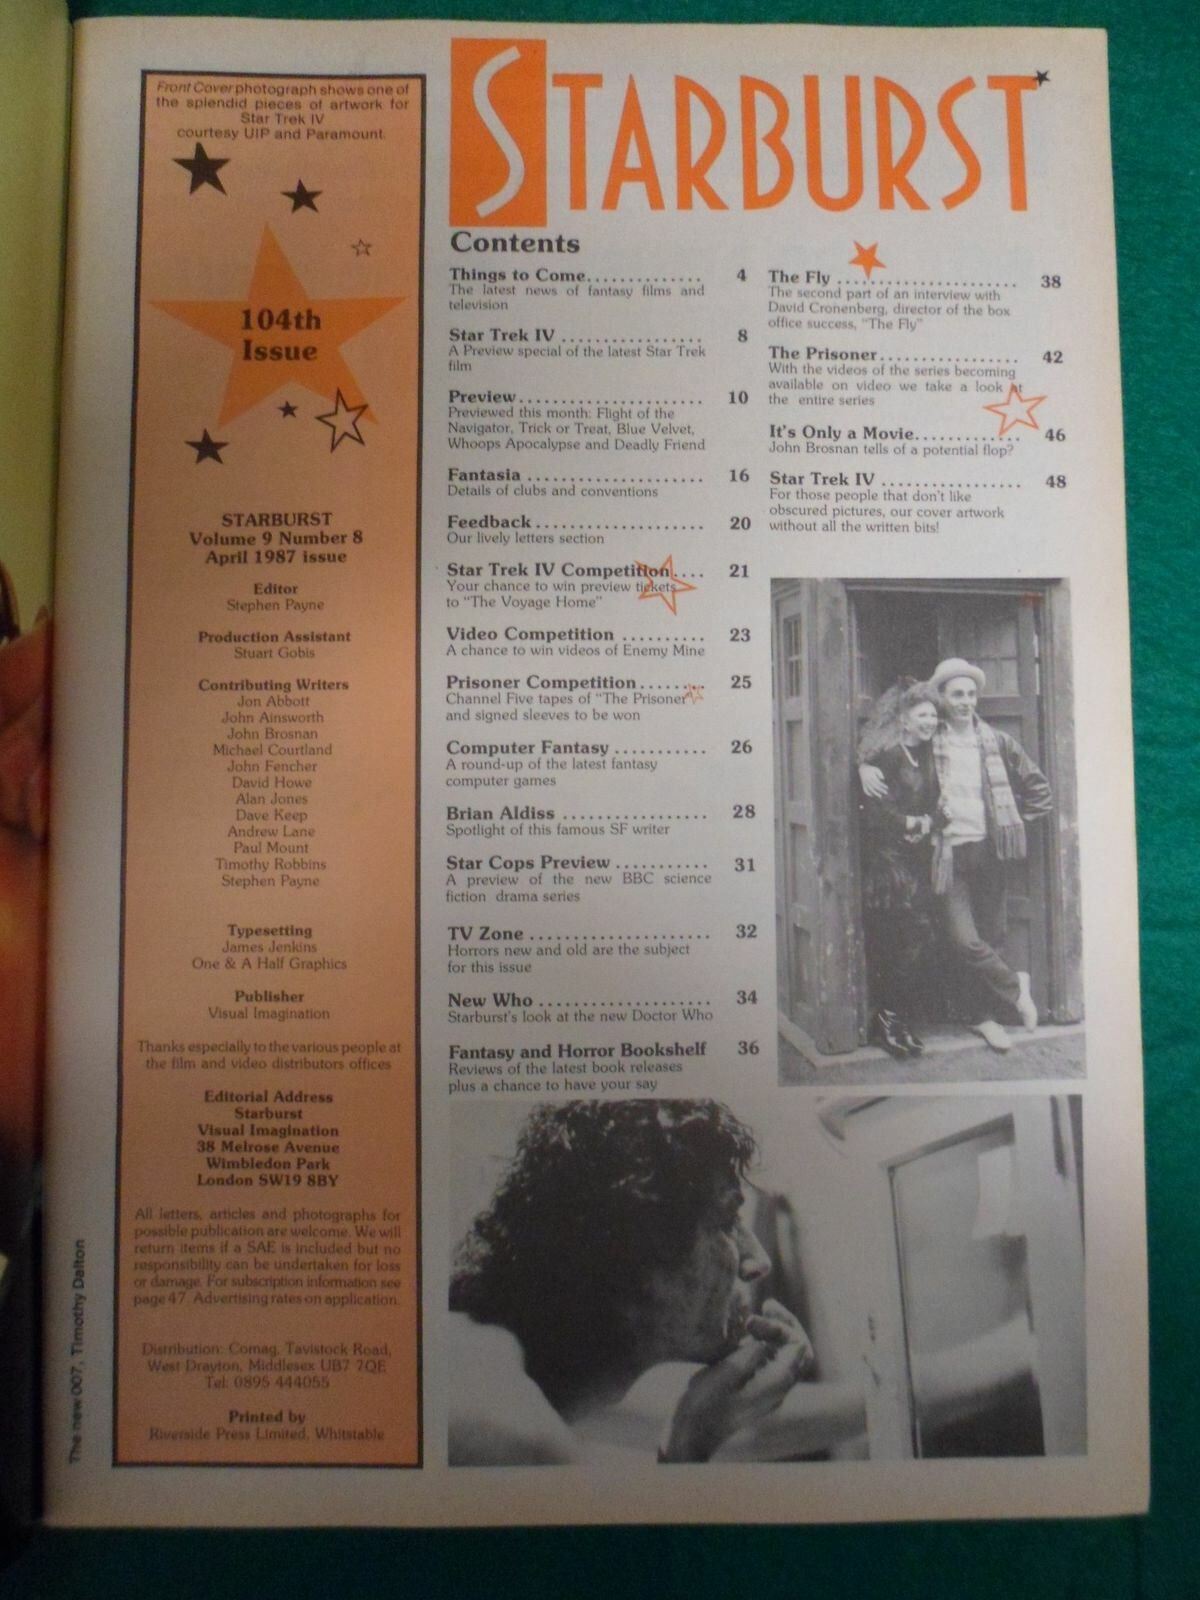 Front Cover photograph shows one of
the splendid pieces of artwork for
Star Trek IV
courtesy UIP and Paramount.
104th
Issue
STARBURST
Volume 9 Number 8
April 1987 issue
Editor
Stephen Payne
Production Assistant
Stuart Gobis
Contributing Writers
Jon Abbott
John Ainsworth
John Brosnan
Michael Courtland
John Fencher
David Howe
Alan Jones
Dave Keep
Andrew Lane
Paul Mount
Timothy Robbins
Stephen Payne
Typesetting
James Jenkins
One & A Half Graphics
Publisher
Visual Imagination
Thanks especially to the various people at
the film and video distributors offices
Editorial Address
Starburst
Visual Imagination
38 Melrose Avenue
Wimbledon Park
London SW19 8BY
All letters, articles and photographs for
possible publication are welcome. We will
return items if a SAE is included but no
responsibility can be undertaken for loss
or damage. For subscription information see
page 47. Advertising rates on application.
Distribution: Comag, Tavistock Road,
West Drayton, Middlesex UB7 7QE
Tel: 0895 444055
Printed by
Riverside Press Limited, Whitstable
The new 007, Timothy Dalton
STARBURST
Contents
Things to Come.............. 4
The latest news of fantasy films and
television
Star Trek IV ................. 8
A Preview special of the latest Star Trek
film
Preview...................... 10
Previewed this month: Flight of the
Navigator, Trick or Treat, Blue Velvet,
Whoops Apocalypse and Deadly Friend
Fantasia ..................... 16
Details of clubs and conventions
Feedback.................... 20
Our lively letters section
Star Trek IV Competition.... 21
Your chance to win preview tickets
to "The Voyage Home"
Video Competition .......... 23
A chance to win videos of Enemy Mine
Prisoner Competition........ 25
Channel Five tapes of "The Prisoner"
and signed sleeves to be won
Computer Fantasy ........... 26
A round-up of the latest fantasy
computer games
Brian Aldiss ................. 28
Spotlight of this famous SF writer
Star Cops Preview ........... 31
A preview of the new BBC science
fiction drama series
TV Zone ...................... 32
Horrors new and old are the subject
for this issue
New Who ..................... 34
Starburst's look at the new Doctor Who
Fantasy and Horror Bookshelf 36
Reviews of the latest book releases
plus a chance to have your say
The Fly ...................... 38
The second part of an interview with
David Cronenberg, director of the box
office success, "The Fly"
The Prisoner................. 42
With the videos of the series becoming
available on video we take a look at
the entire series
It's Only a Movie............. 46
John Brosnan tells of a potential flop?
Star Trek IV ................. 48
For those people that don't like
obscured pictures, our cover artwork
without all the written bits!